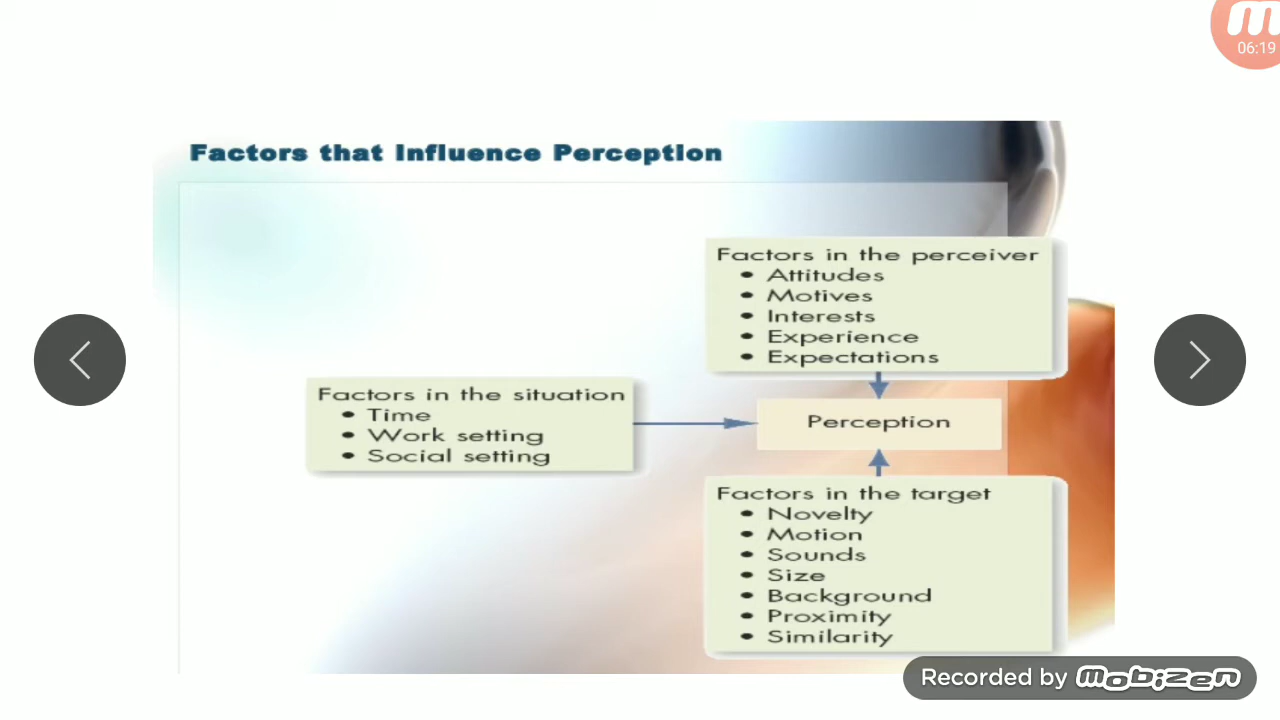 06:19
Factors that Influence Perception
Factors in the perceiver
• Attitudes
• Motives
• Interests
• Experience
• Expectations
Factors in the situation
• Time
• Work setting
• Social setting
Perception
Factors in the target
• Novelty
• Motion
• Sounds
• Size
• Background
• Proximity
• Similarity
Recorded by mobizen